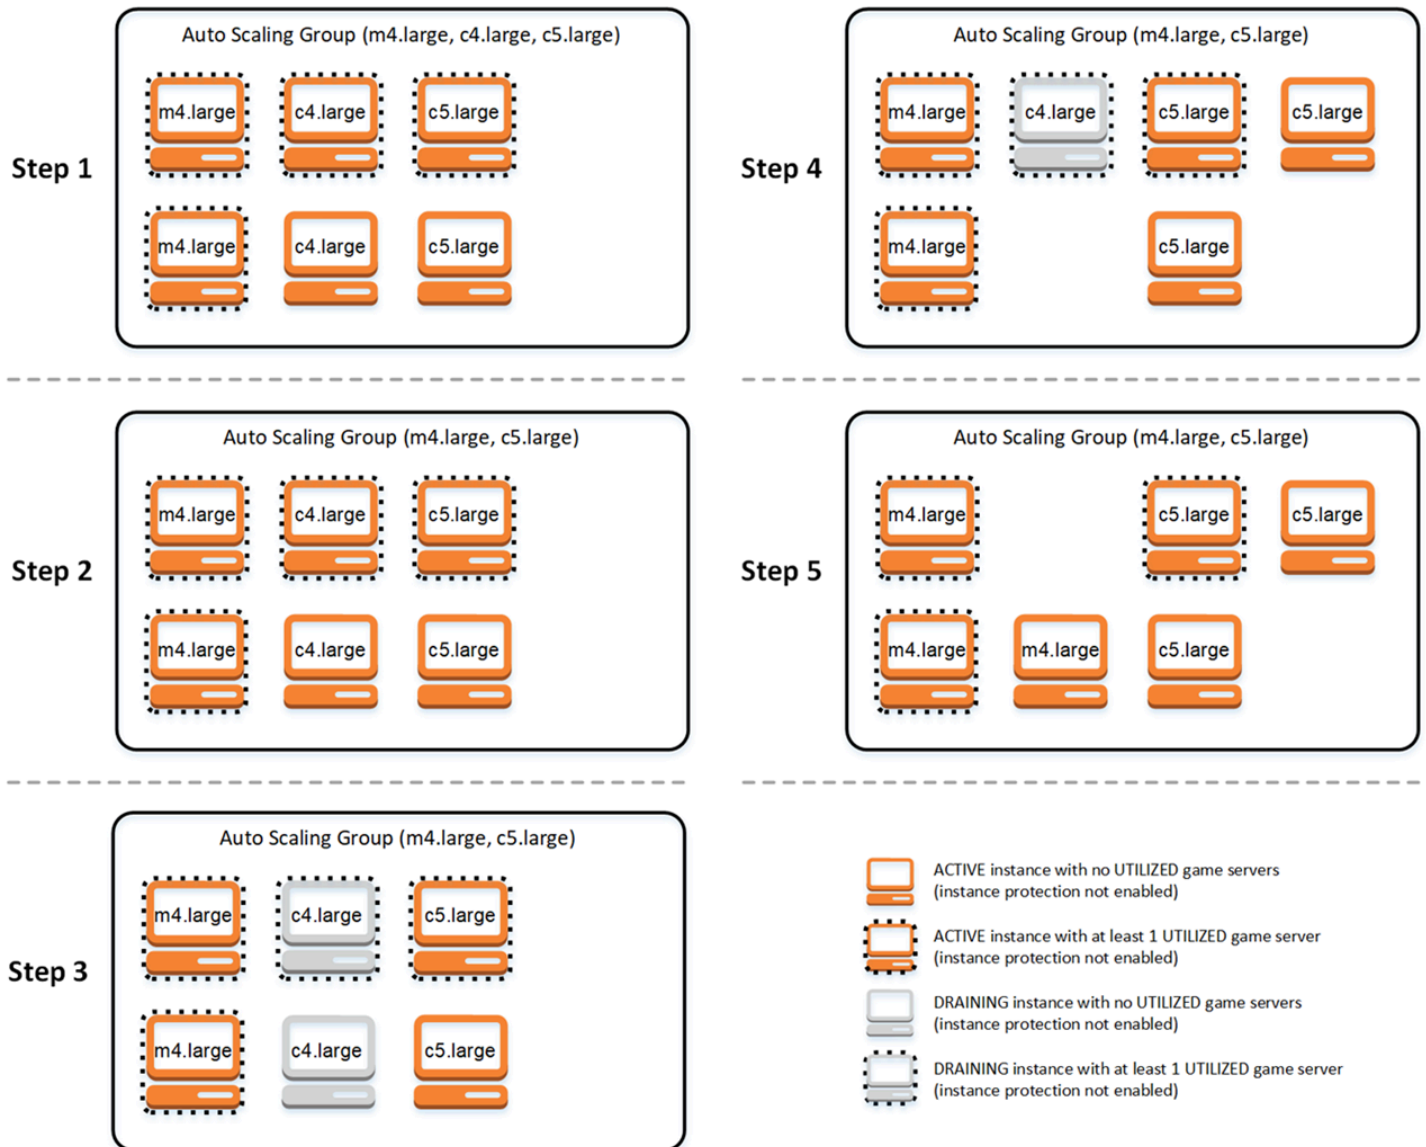 Step 1
Auto Scaling Group (m4.large, c4.large, c5.large)
m4.large c4.large c5.large
m4.large c4.large c5.large
Step 2
Auto Scaling Group (m4.large, c5.large)
m4.large c4.large c5.large
m4.large c4.large c5.large
Step 3
Auto Scaling Group (m4.large, c5.large)
m4.large c4.large c5.large
m4.large c4.large c5.large
Step 4
Auto Scaling Group (m4.large, c5.large)
m4.large c4.large c5.large c5.large
m4.large c5.large
Step 5
Auto Scaling Group (m4.large, c5.large)
m4.large c5.large c5.large
m4.large m4.large c5.large
ACTIVE instance with no UTILIZED game servers
(instance protection not enabled)
ACTIVE instance with at least 1 UTILIZED game server
(instance protection not enabled)
DRAINING instance with no UTILIZED game servers
(instance protection not enabled)
DRAINING instance with at least 1 UTILIZED game server
(instance protection not enabled)